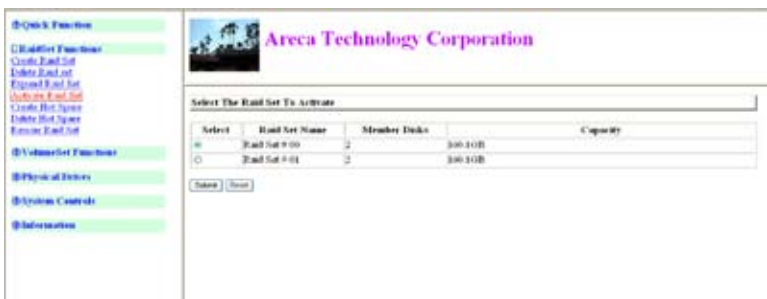 Quick Function
RaidSet Functions
Create Raid Set
Delete Raid set
Expand Raid Set
Activate Raid Set
Create Hot Spare
Delete Hot Spare
Rescue Raid Set
VolumeSet Functions
Physical Drives
System Controls
Information
Areca Technology Corporation
Select The Raid Set To Activate
Select Raid Set Name Member Disks Capacity
Raid Set # 00 2
Raid Set # 01 2
Submit Reset